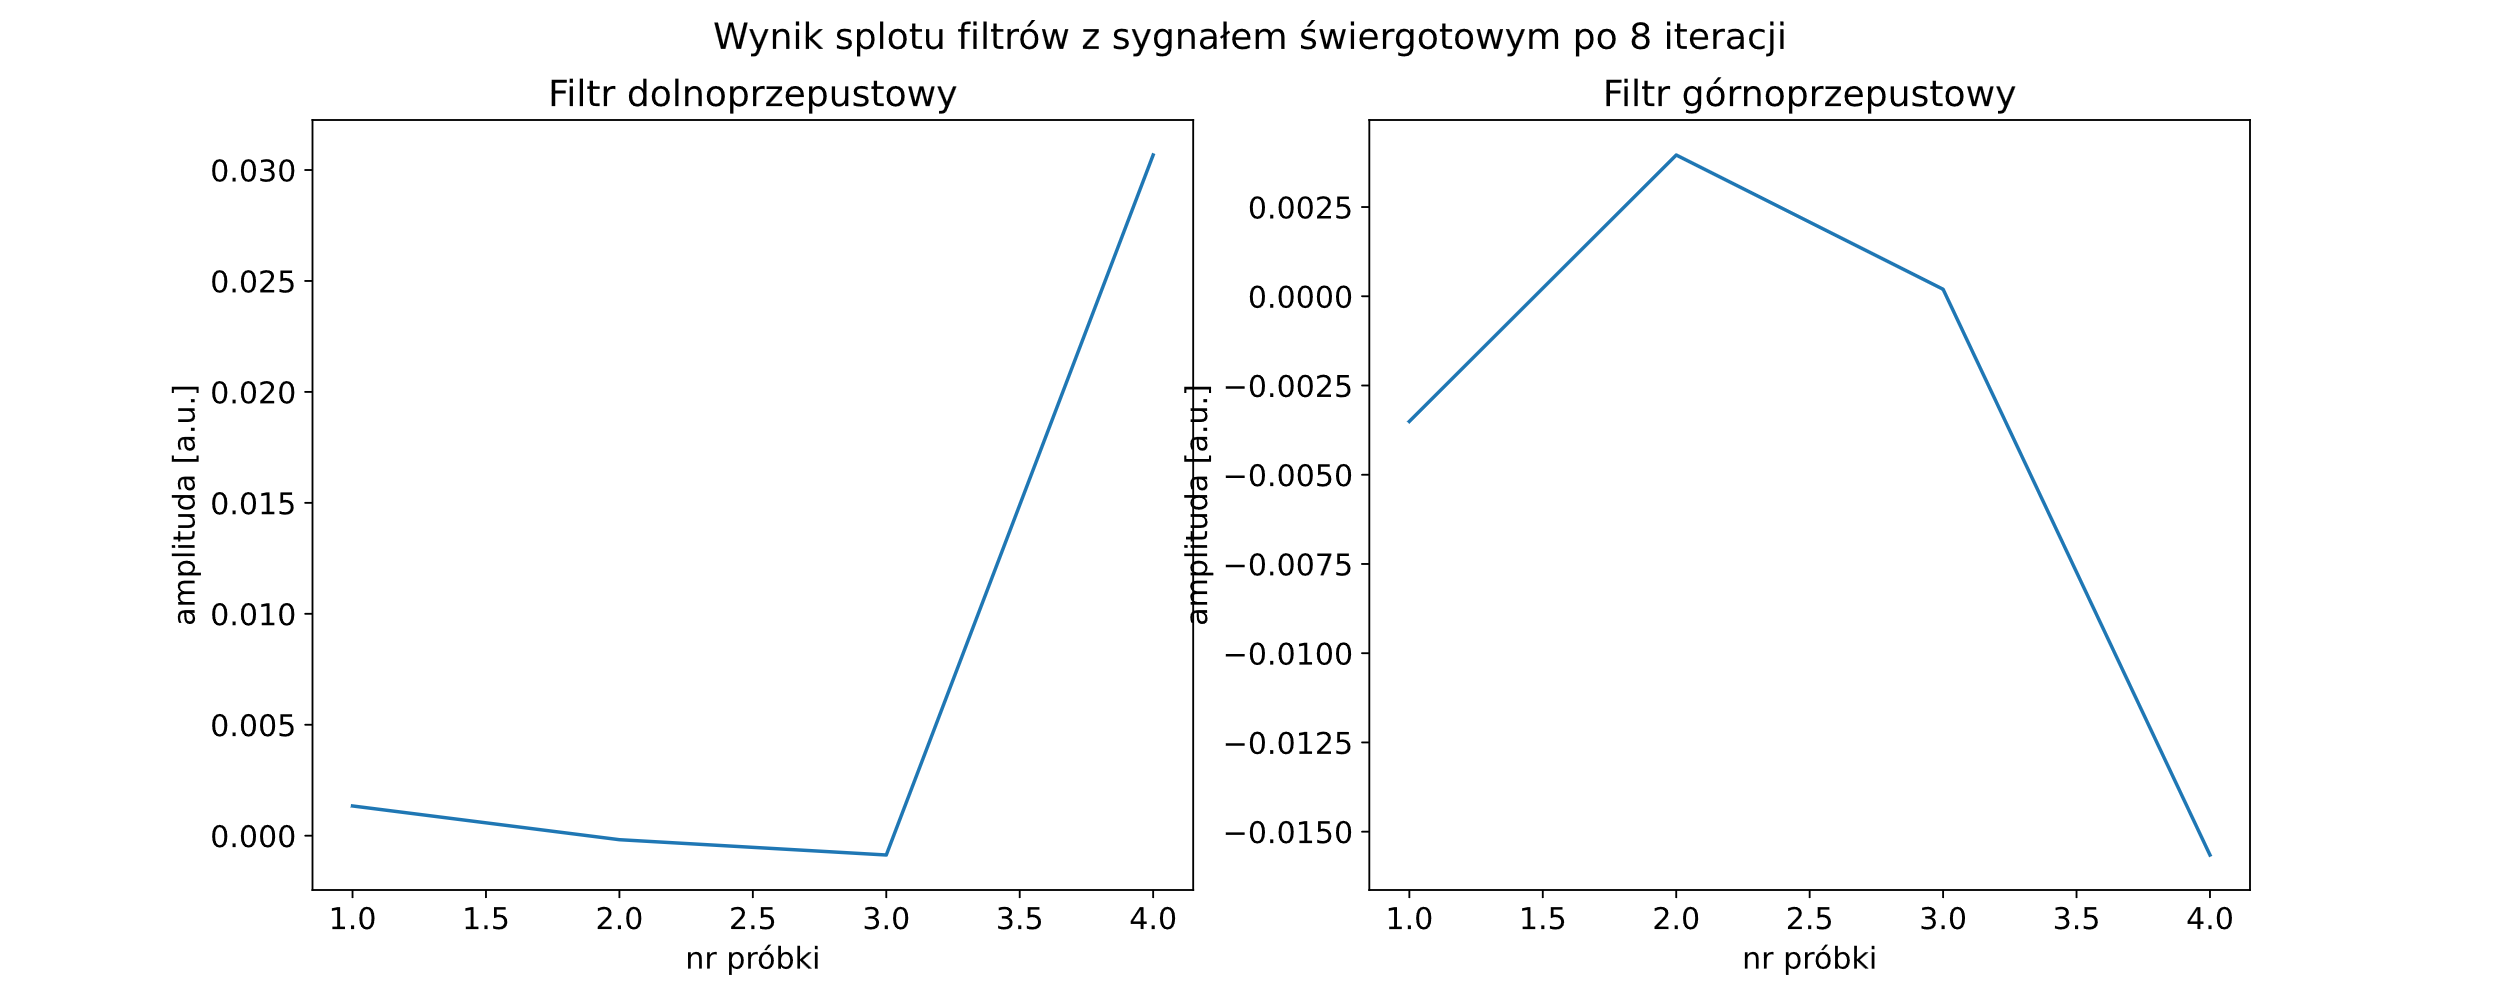 Wynik splotu filtrów z sygnałem świergotowym po 8 iteracji
Filtr dolnoprzepustowy
amplituda [a.u.]
0.030
0.025
0.020
0.015
0.010
0.005
0.000
1.0 1.5 2.0 2.5 3.0 3.5 4.0
nr próbki
Filtr górnoprzepustowy
amplituda [a.u.]
0.0025
0.0000
−0.0025
−0.0050
−0.0075
−0.0100
−0.0125
−0.0150
1.0 1.5 2.0 2.5 3.0 3.5 4.0
nr próbki